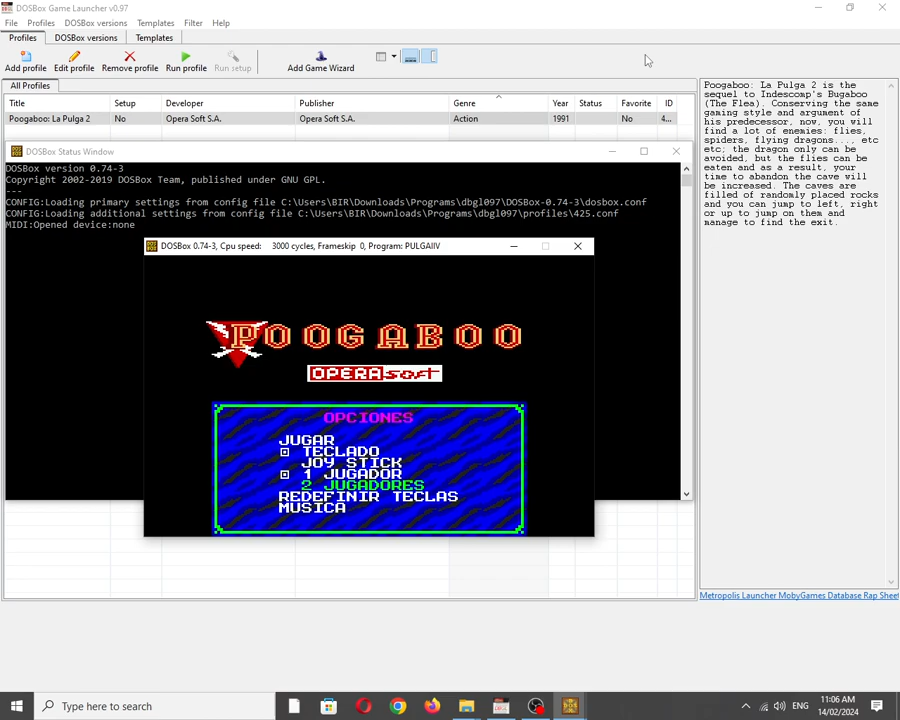 DOSBox Game Launcher v0.97
File Profiles DOSBox versions Templates Filter Help
Profiles DOSBox versions Templates
Add profile Edit profile Remove profile Run profile Run setup Add Game Wizard
All Profiles
Title Setup Developer Publisher Genre Year Status Favorite ID
Poogaboo: La Pulga 2 No Opera Soft S.A. Opera Soft S.A. Action 1991 No 4...
Poogaboo: La Pulga 2 is the
sequel to Indescomp's Bugaboo
(The Flea). Conserving the same
gaming style and argument of
his predecessor, now, you will
find a lot of enemies: flies,
spiders, flying dragons..., etc
etc; the dragon only can be
avoided, but the flies can be
eaten and as a result, your
time to abandon the cave will
be increased. The caves are
filled of randomly placed rocks
and you can jump to left, right
or up to jump on them and
manage to find the exit.
Metropolis Launcher MobyGames Database Rap Sheet
DOSBox Status Window
DOSBox version 0.74-3
Copyright 2002-2019 DOSBox Team, published under GNU GPL.
---
CONFIG:Loading primary settings from config file C:\Users\BIR\Downloads\Programs\dbgl097\DOSBox-0.74-3\dosbox.conf
CONFIG:Loading additional settings from config file C:\Users\BIR\Downloads\Programs\dbgl097\profiles\425.conf
MIDI:Opened device:none
DOSBox 0.74-3, Cpu speed: 3000 cycles, Frameskip 0, Program: PULGAIIV
POOGABOO
OPERA soft
OPCIONES
JUGAR
TECLADO
JOY STICK
1 JUGADOR
2 JUGADORES
REDEFINIR TECLAS
MUSICA
Type here to search
ENG
11:06 AM
14/02/2024